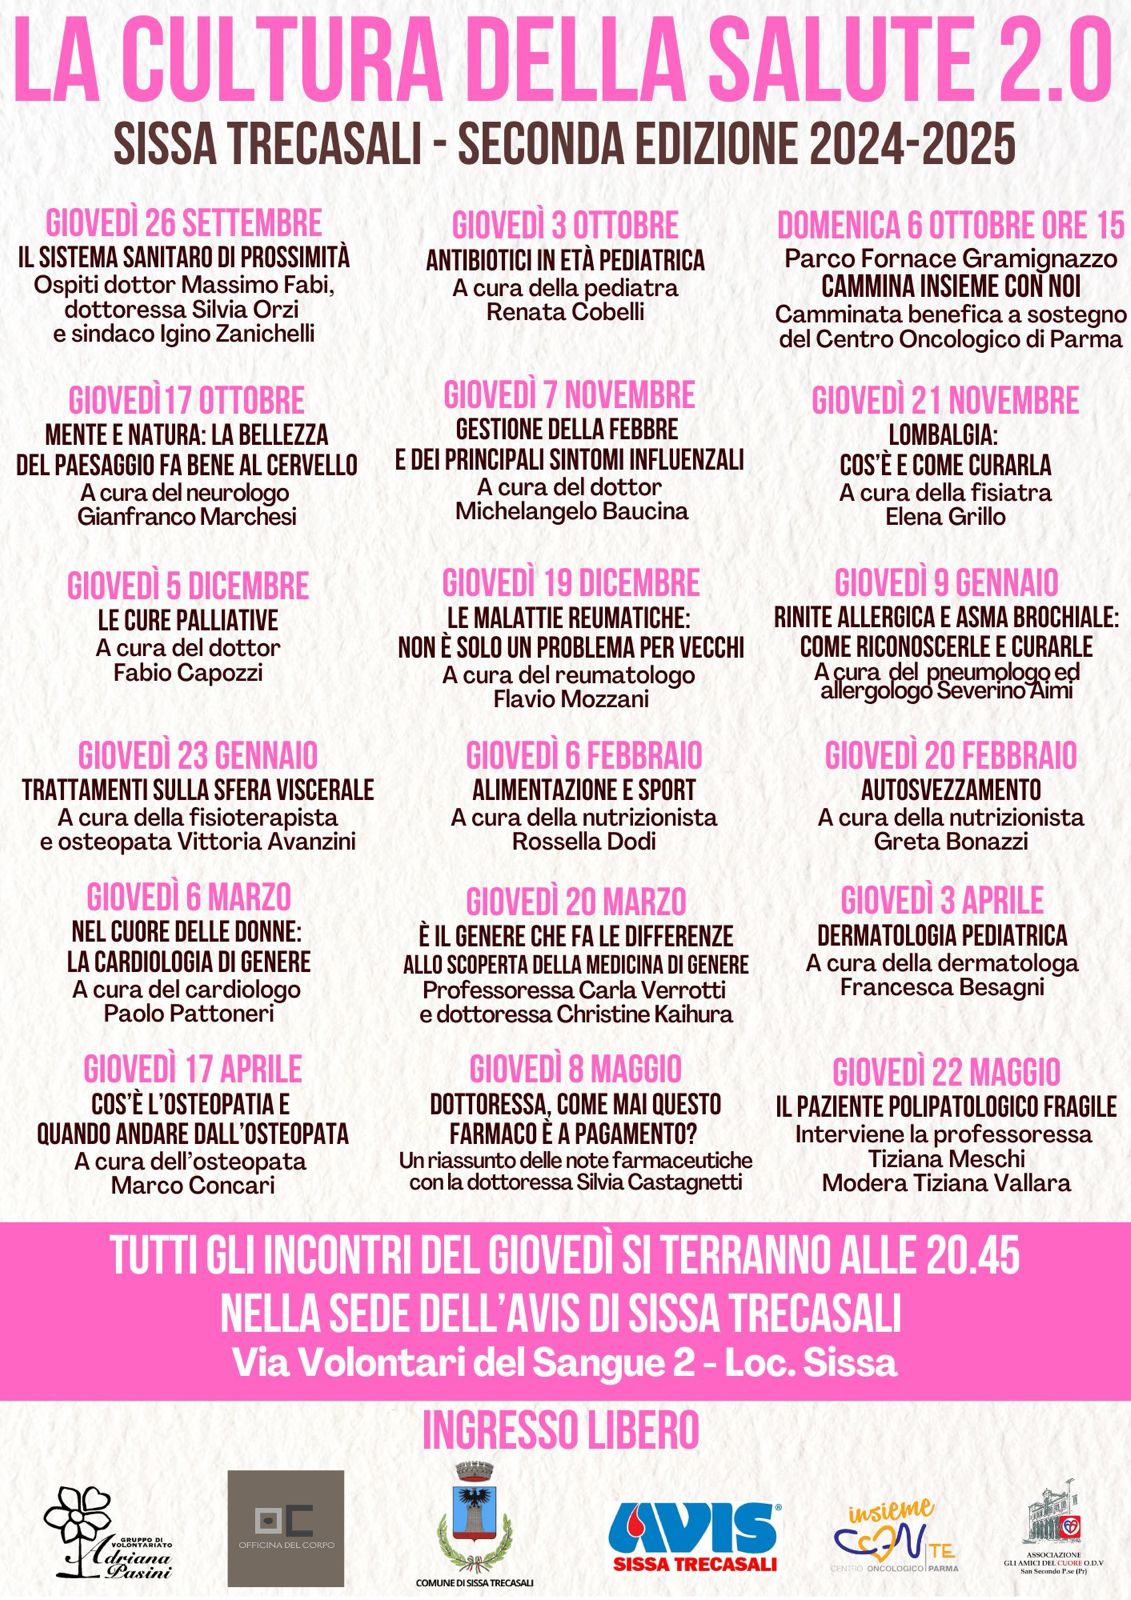 LA CULTURA DELLA SALUTE 2.0
SISSA TRECASALI - SECONDA EDIZIONE 2024-2025
GIOVEDÌ 26 SETTEMBRE
IL SISTEMA SANITARO DI PROSSIMITÀ
Ospiti dottor Massimo Fabi,
dottoressa Silvia Orzi
e sindaco Igino Zanichelli
GIOVEDÌ 3 OTTOBRE
ANTIBIOTICI IN ETÀ PEDIATRICA
A cura della pediatra
Renata Cobelli
DOMENICA 6 OTTOBRE ORE 15
Parco Fornace Gramignazzo
CAMMINA INSIEME CON NOI
Camminata benefica a sostegno
del Centro Oncologico di Parma
GIOVEDÌ 17 OTTOBRE
MENTE E NATURA: LA BELLEZZA
DEL PAESAGGIO FA BENE AL CERVELLO
A cura del neurologo
Gianfranco Marchesi
GIOVEDÌ 7 NOVEMBRE
GESTIONE DELLA FEBBRE
E DEI PRINCIPALI SINTOMI INFLUENZALI
A cura del dottor
Michelangelo Baucina
GIOVEDÌ 21 NOVEMBRE
LOMBALGIA:
COS'È E COME CURARLA
A cura della fisiatra
Elena Grillo
GIOVEDÌ 5 DICEMBRE
LE CURE PALLIATIVE
A cura del dottor
Fabio Capozzi
GIOVEDÌ 19 DICEMBRE
LE MALATTIE REUMATICHE:
NON È SOLO UN PROBLEMA PER VECCHI
A cura del reumatologo
Flavio Mozzani
GIOVEDÌ 9 GENNAIO
RINITE ALLERGICA E ASMA BROCHIALE:
COME RICONOSCERLE E CURARLE
A cura del pneumologo ed
allergologo Severino Aimi
GIOVEDÌ 23 GENNAIO
TRATTAMENTI SULLA SFERA VISCERALE
A cura della fisioterapista
e osteopata Vittoria Avanzini
GIOVEDÌ 6 FEBBRAIO
ALIMENTAZIONE E SPORT
A cura della nutrizionista
Rossella Dodi
GIOVEDÌ 20 FEBBRAIO
AUTOSVEZZAMENTO
A cura della nutrizionista
Greta Bonazzi
GIOVEDÌ 6 MARZO
NEL CUORE DELLE DONNE:
LA CARDIOLOGIA DI GENERE
A cura del cardiologo
Paolo Pattoneri
GIOVEDÌ 20 MARZO
È IL GENERE CHE FA LE DIFFERENZE
ALLO SCOPERTA DELLA MEDICINA DI GENERE
Professoressa Carla Verrotti
e dottoressa Christine Kaihura
GIOVEDÌ 3 APRILE
DERMATOLOGIA PEDIATRICA
A cura della dermatologa
Francesca Besagni
GIOVEDÌ 17 APRILE
COS'È L'OSTEOPATIA E
QUANDO ANDARE DALL'OSTEOPATA
A cura dell'osteopata
Marco Concari
GIOVEDÌ 8 MAGGIO
DOTTORESSA, COME MAI QUESTO
FARMACO È A PAGAMENTO?
Un riassunto delle note farmaceutiche
con la dottoressa Silvia Castagnetti
GIOVEDÌ 22 MAGGIO
IL PAZIENTE POLIPATOLOGICO FRAGILE
Interviene la professoressa
Tiziana Meschi
Modera Tiziana Vallara
TUTTI GLI INCONTRI DEL GIOVEDÌ SI TERRANNO ALLE 20.45
NELLA SEDE DELL'AVIS DI SISSA TRECASALI
Via Volontari del Sangue 2 - Loc. Sissa
INGRESSO LIBERO
GRUPPO DI
VOLONTARIATO
Adriana
Pasini
OC
OFFICINA DEL CORPO
COMUNE DI SISSA TRECASALI
AVIS®
SISSA TRECASALI
insieme
CON TE
CENTRO ONCOLOGICO PARMA
ASSOCIAZIONE
GLI AMICI DEL CUORE O.D.V
San Secondo P.se (Pr)